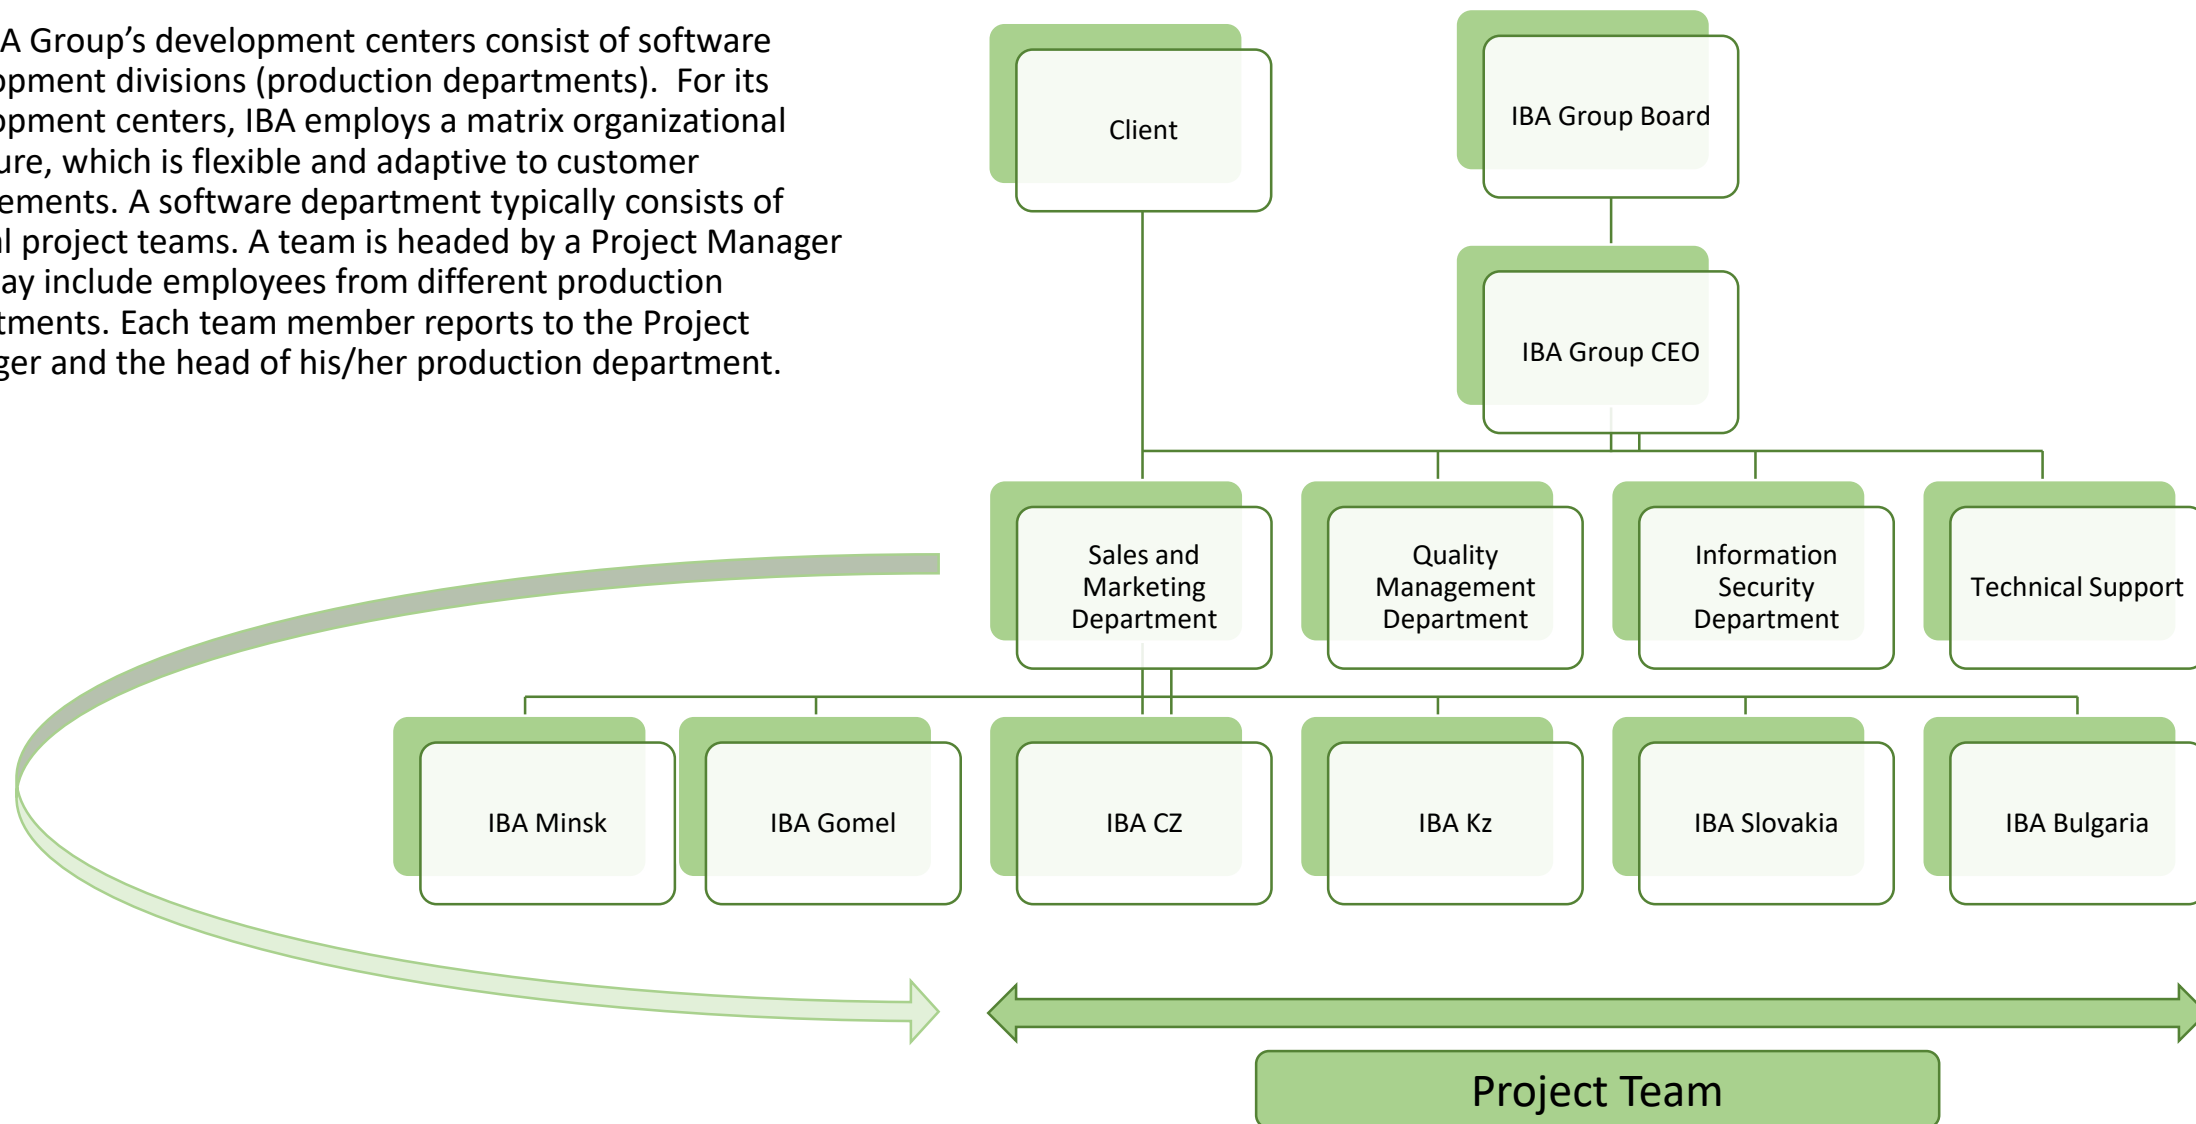 A Group’s development centers consist of software
opment divisions (production departments).  For its
opment centers, IBA employs a matrix organizational
ure, which is flexible and adaptive to customer
ements. A software department typically consists of
l project teams. A team is headed by a Project Manager
ay include employees from different production
tments. Each team member reports to the Project
ger and the head of his/her production department.
Client
IBA Group Board
IBA Group CEO
Sales and
Marketing
Department
Quality
Management
Department
Information
Security
Department
Technical Support
IBA Minsk
IBA Gomel
IBA CZ
IBA Kz
IBA Slovakia
IBA Bulgaria
Project Team